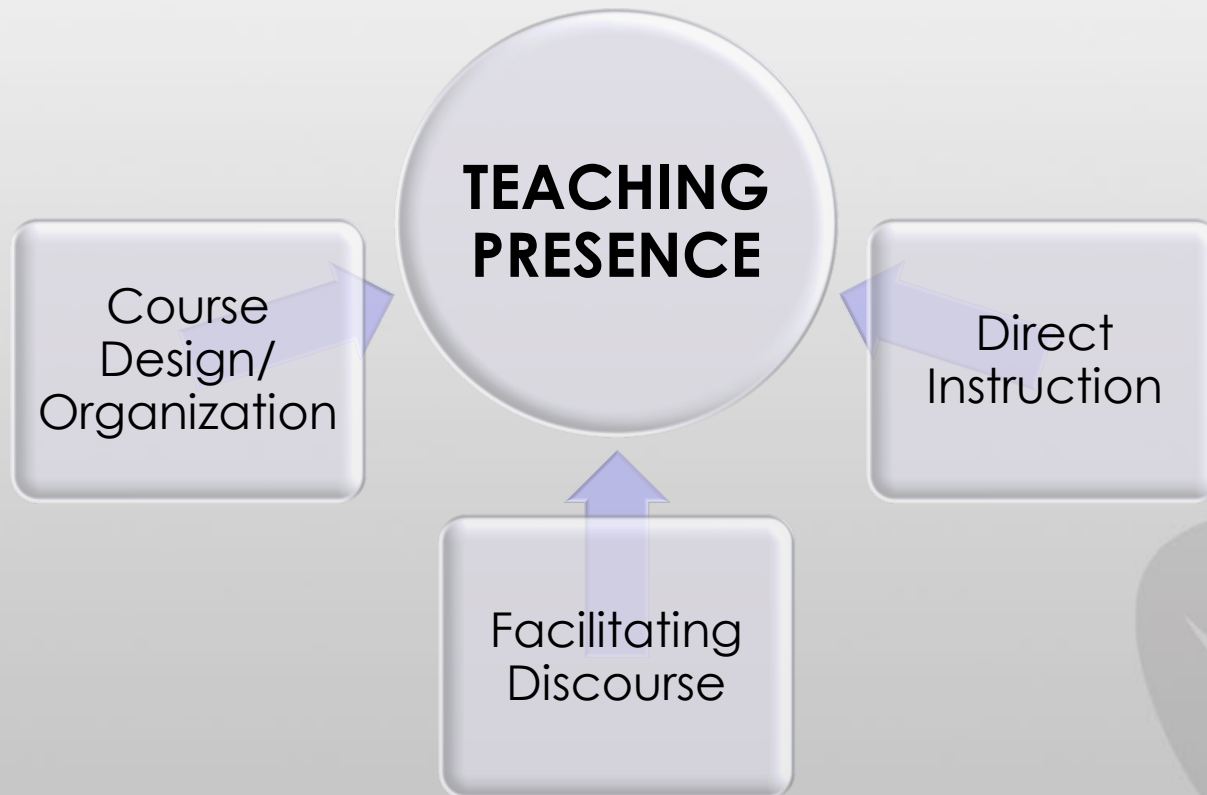 TEACHING
PRESENCE
Course
Design/
Organization
Direct
Instruction
Facilitating
Discourse